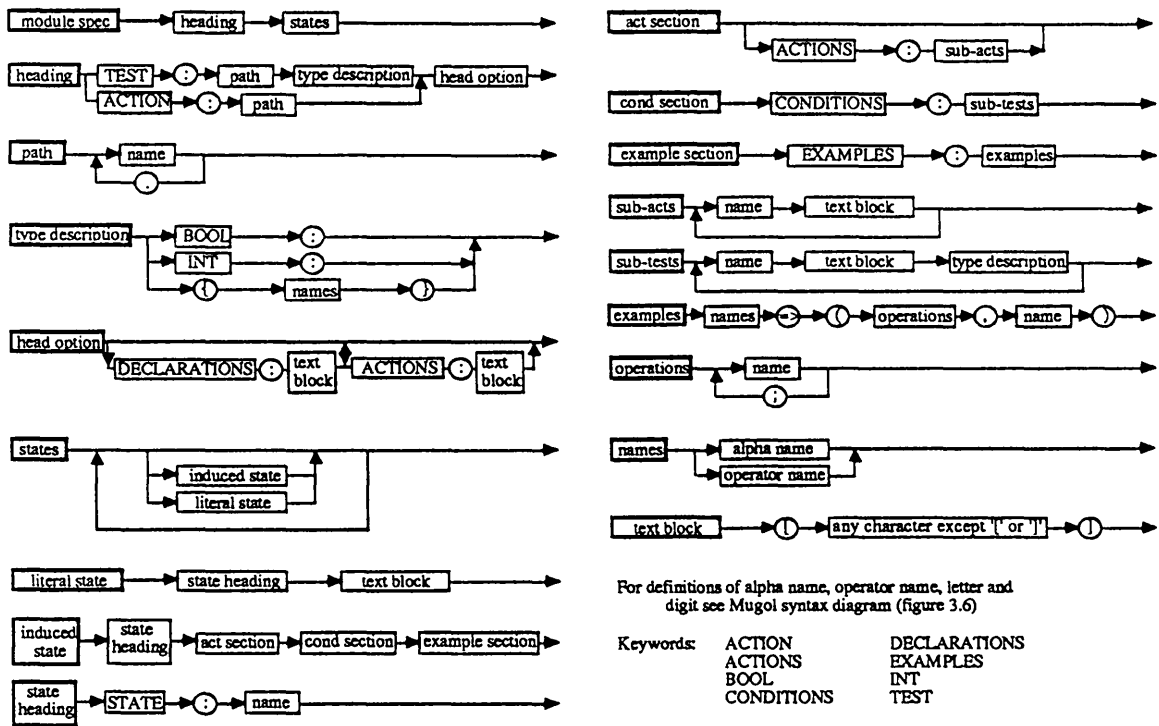 module spec heading states
heading TEST : path type description head option
ACTION : path
path name
.
type description BOOL :
INT :
{ names }
head option
DECLARATIONS : text block ACTIONS : text block
states
induced state
literal state
literal state state heading text block
induced state state heading act section cond section example section
state heading STATE : name
act section
ACTIONS : sub-acts
cond section CONDITIONS : sub-tests
example section EXAMPLES : examples
sub-acts name text block
sub-tests name text block type description
examples names => ( operations , name )
operations name
;
names alpha name
operator name
text block [ any character except '[' or ']' ]
For definitions of alpha name, operator name, letter and
digit see Mugol syntax diagram (figure 3.6)
Keywords: ACTION DECLARATIONS
ACTIONS EXAMPLES
BOOL INT
CONDITIONS TEST